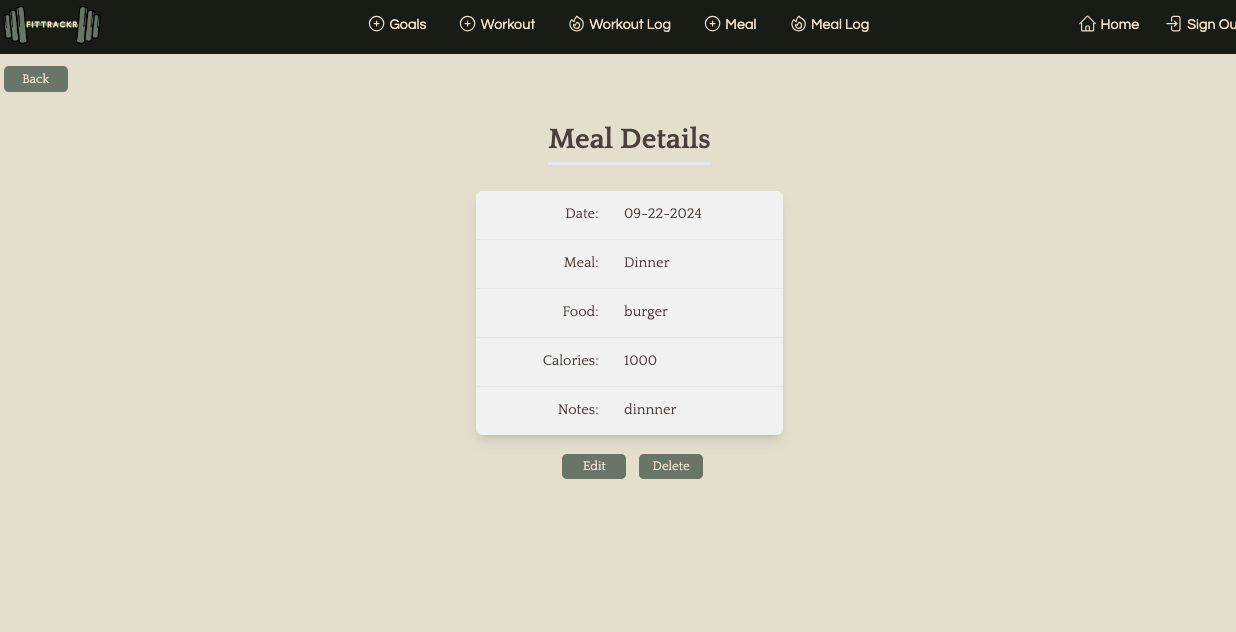 FITTRACKR Goals Workout Workout Log Meal Meal Log Home Sign Ou
Back
Meal Details
Date: 09-22-2024
Meal: Dinner
Food: burger
Calories: 1000
Notes: dinnner
Edit Delete